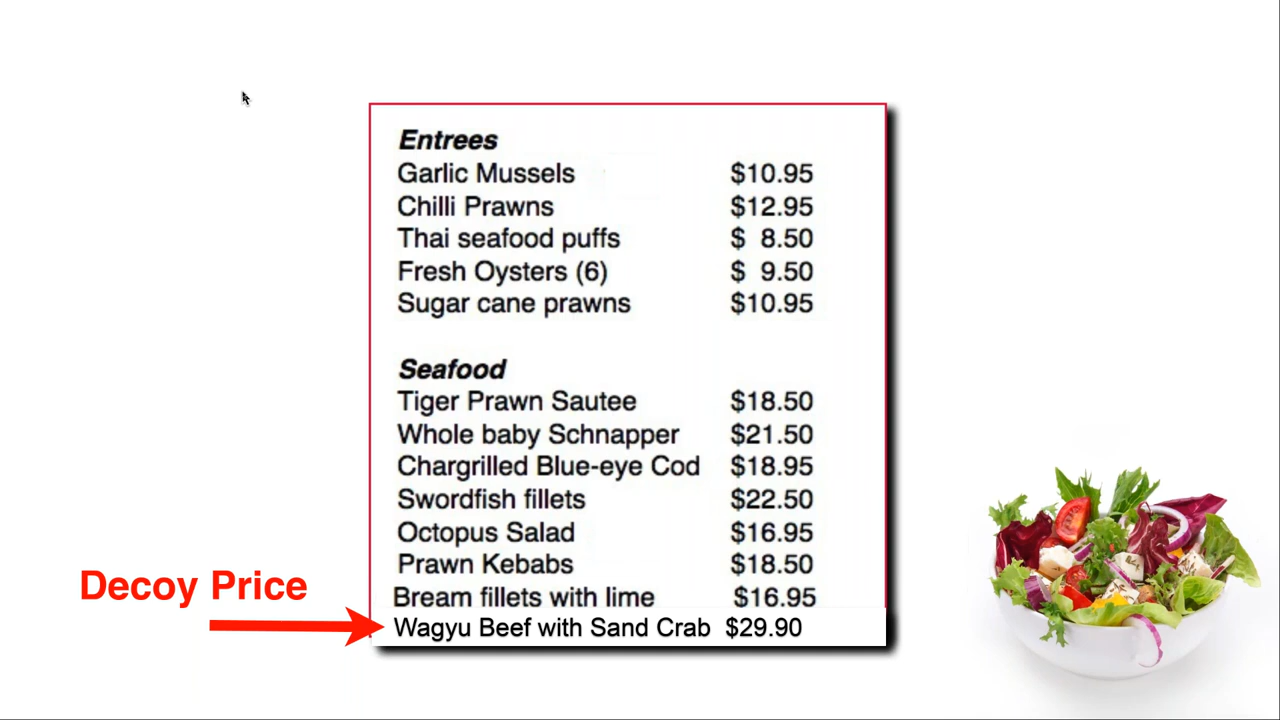 Entrees
Garlic Mussels $10.95
Chilli Prawns $12.95
Thai seafood puffs $ 8.50
Fresh Oysters (6) $ 9.50
Sugar cane prawns $10.95
Seafood
Tiger Prawn Sautee $18.50
Whole baby Schnapper $21.50
Chargrilled Blue-eye Cod $18.95
Swordfish fillets $22.50
Octopus Salad $16.95
Prawn Kebabs $18.50
Bream fillets with lime $16.95
Wagyu Beef with Sand Crab $29.90
Decoy Price